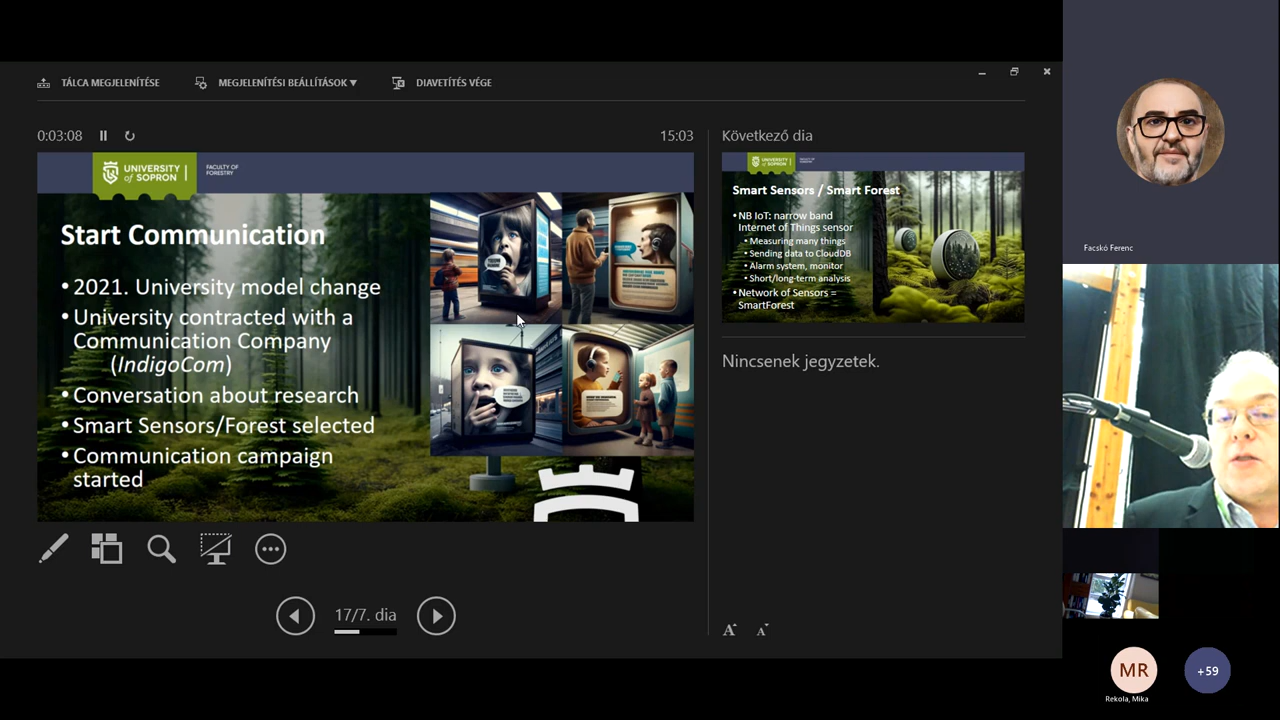 TÁLCA MEGJELENÍTÉSE
MEGJELENÍTÉSI BEÁLLÍTÁSOK
DIAVETÍTÉS VÉGE
0:03:08
15:03
UNIVERSITY
OF SOPRON
FACULTY OF
FORESTRY
Start Communication
• 2021. University model change
• University contracted with a
Communication Company
(IndigoCom)
• Conversation about research
• Smart Sensors/Forest selected
• Communication campaign
started
17/7. dia
Következő dia
UNIVERSITY
OF SOPRON
Smart Sensors / Smart Forest
• NB IoT: narrow band
Internet of Things sensor
• Measuring many things
• Sending data to CloudDB
• Alarm system, monitor
• Short/long-term analysis
• Network of Sensors =
SmartForest
Nincsenek jegyzetek.
A A
Facskó Ferenc
MR
+59
Rekola, Mika